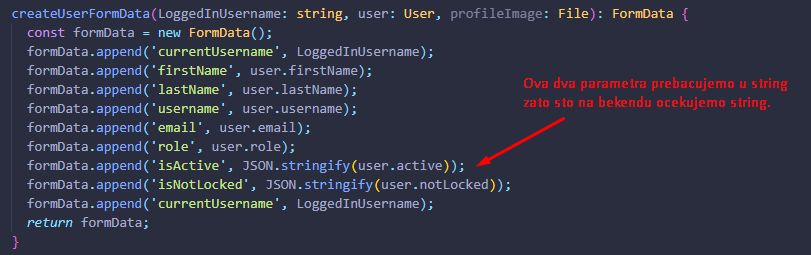 createUserFormData(LoggedInUsername: string, user: User, profileImage: File): FormData {
const formData = new FormData();
formData.append('currentUsername', LoggedInUsername);
formData.append('firstName', user.firstName);
formData.append('lastName', user.lastName);
formData.append('username', user.username);
formData.append('email', user.email);
formData.append('role', user.role);
formData.append('isActive', JSON.stringify(user.active));
formData.append('isNotLocked', JSON.stringify(user.notLocked));
formData.append('currentUsername', LoggedInUsername);
return formData;
}
Ova dva parametra prebacujemo u string
zato sto na bekendu ocekujemo string.